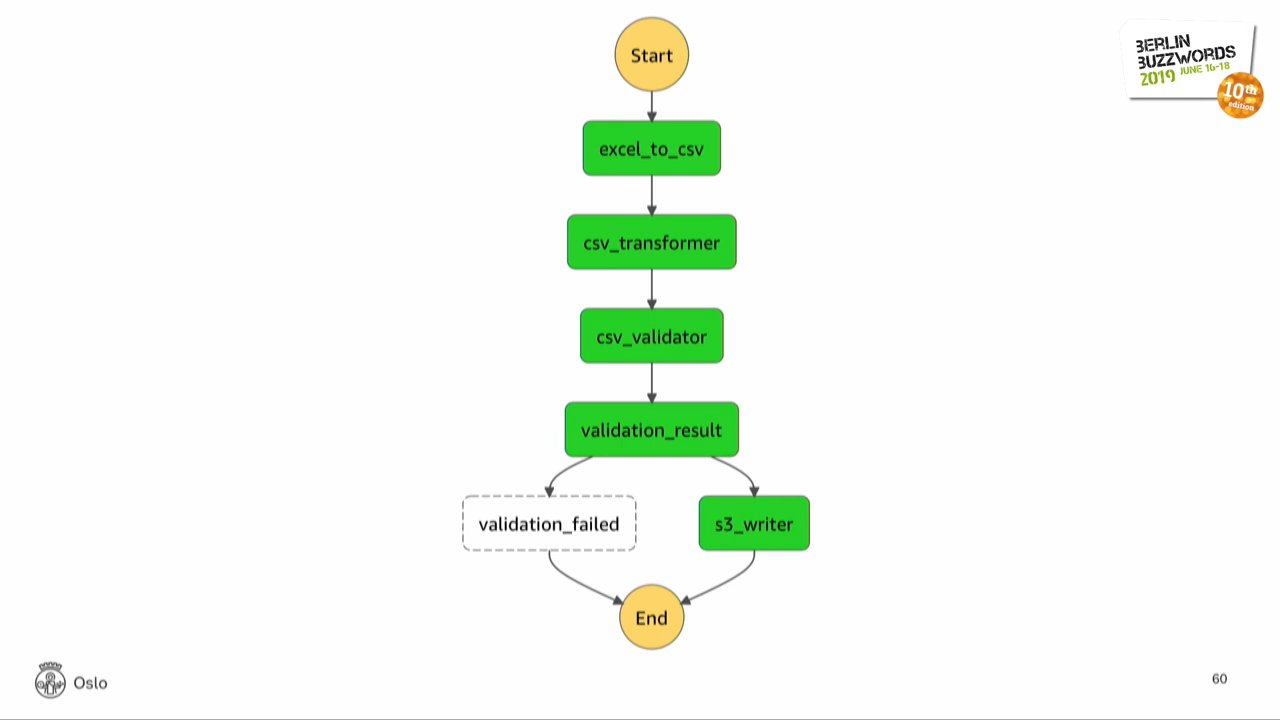 Start
BERLIN
BUZZWORDS
2019 JUNE 16-18
10th
edition
excel_to_csv
csv_transformer
csv_validator
validation_result
validation_failed
s3_writer
End
Oslo
60